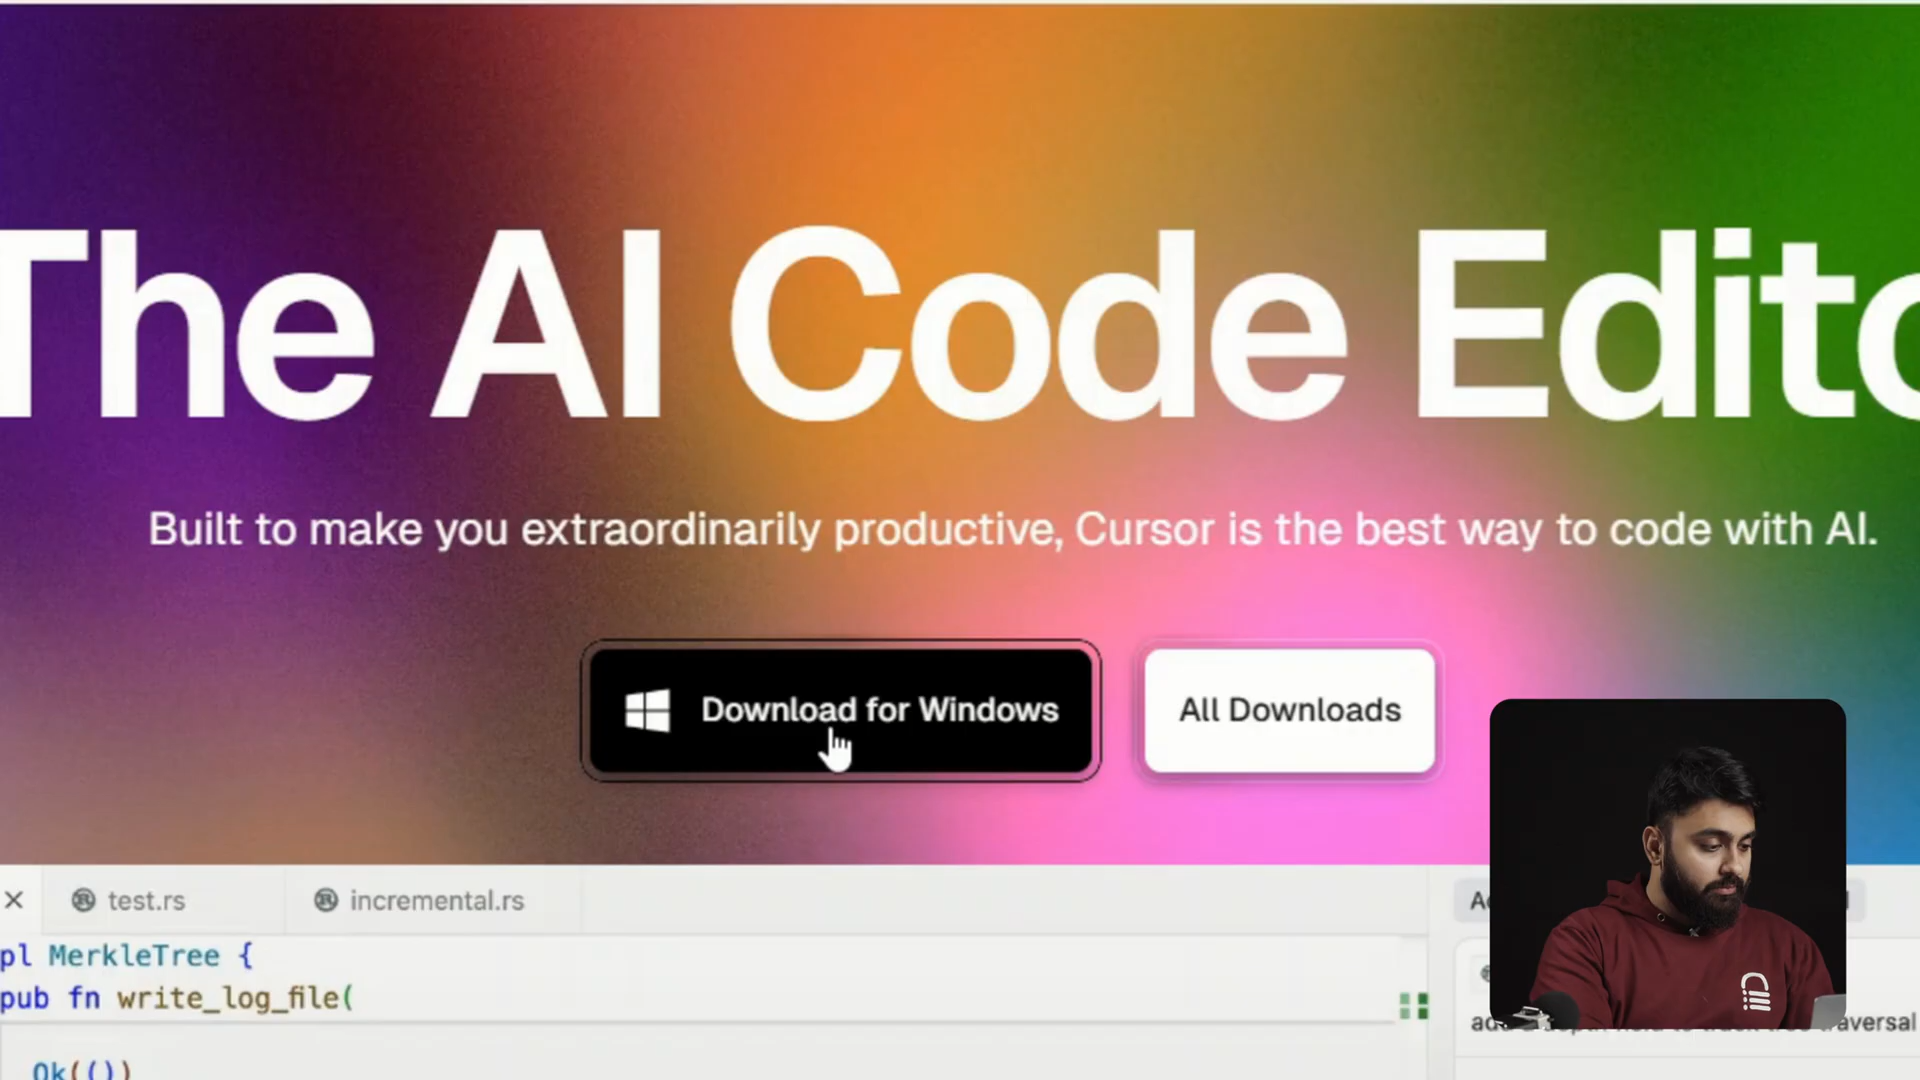 The AI Code Edito
Built to make you extraordinarily productive, Cursor is the best way to code with AI.
Download for Windows
All Downloads
test.rs
incremental.rs
pl MerkleTree {
pub fn write_log_file(
Ok(())